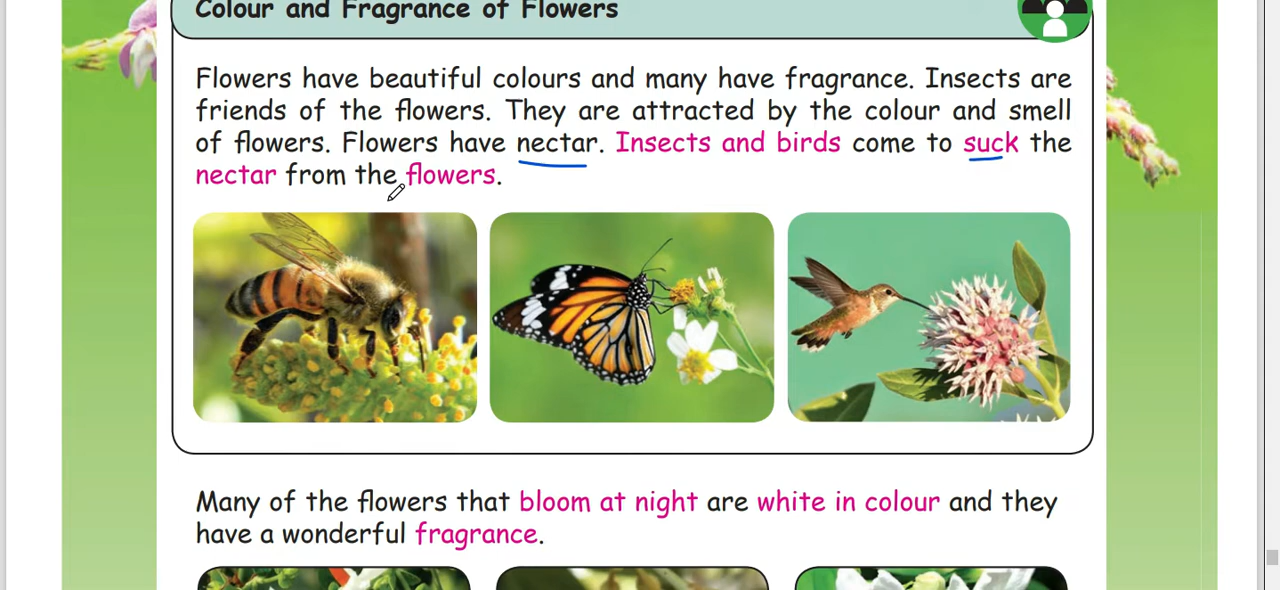 Colour and Fragrance of Flowers
Flowers have beautiful colours and many have fragrance. Insects are
friends of the flowers. They are attracted by the colour and smell
of flowers. Flowers have nectar. Insects and birds come to suck the
nectar from the flowers.
Many of the flowers that bloom at night are white in colour and they
have a wonderful fragrance.